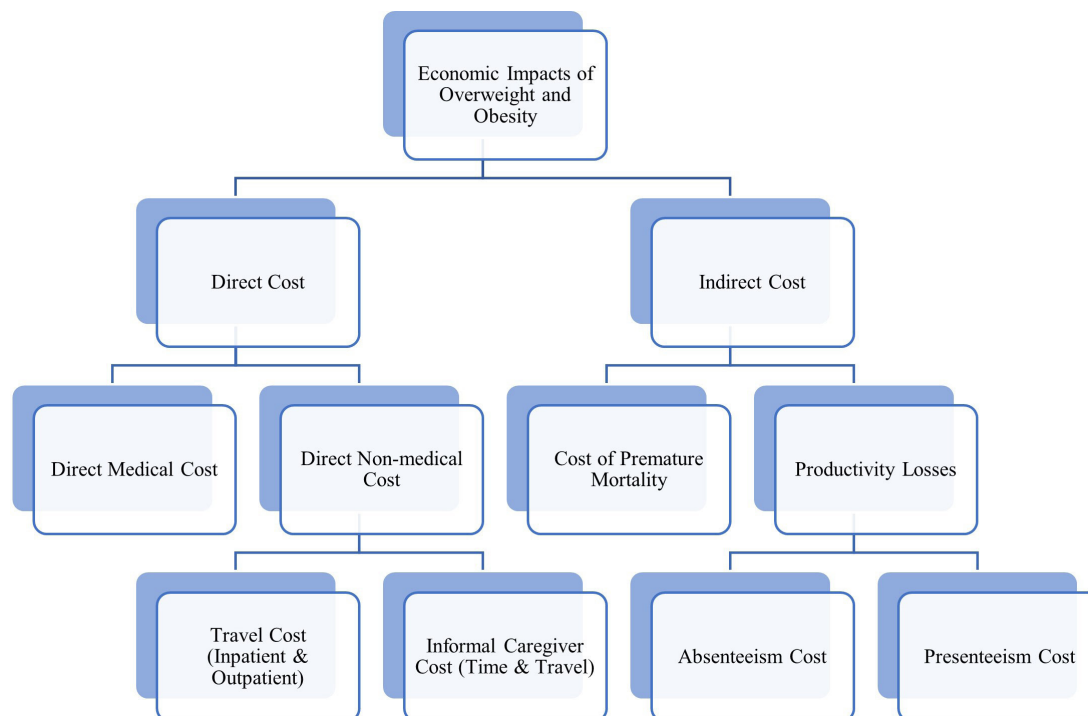 Economic Impacts of
Overweight and
Obesity
Direct Cost
Indirect Cost
Direct Medical Cost
Direct Non-medical
Cost
Cost of Premature
Mortality
Productivity Losses
Travel Cost
(Inpatient &
Outpatient)
Informal Caregiver
Cost (Time & Travel)
Absenteeism Cost
Presenteeism Cost